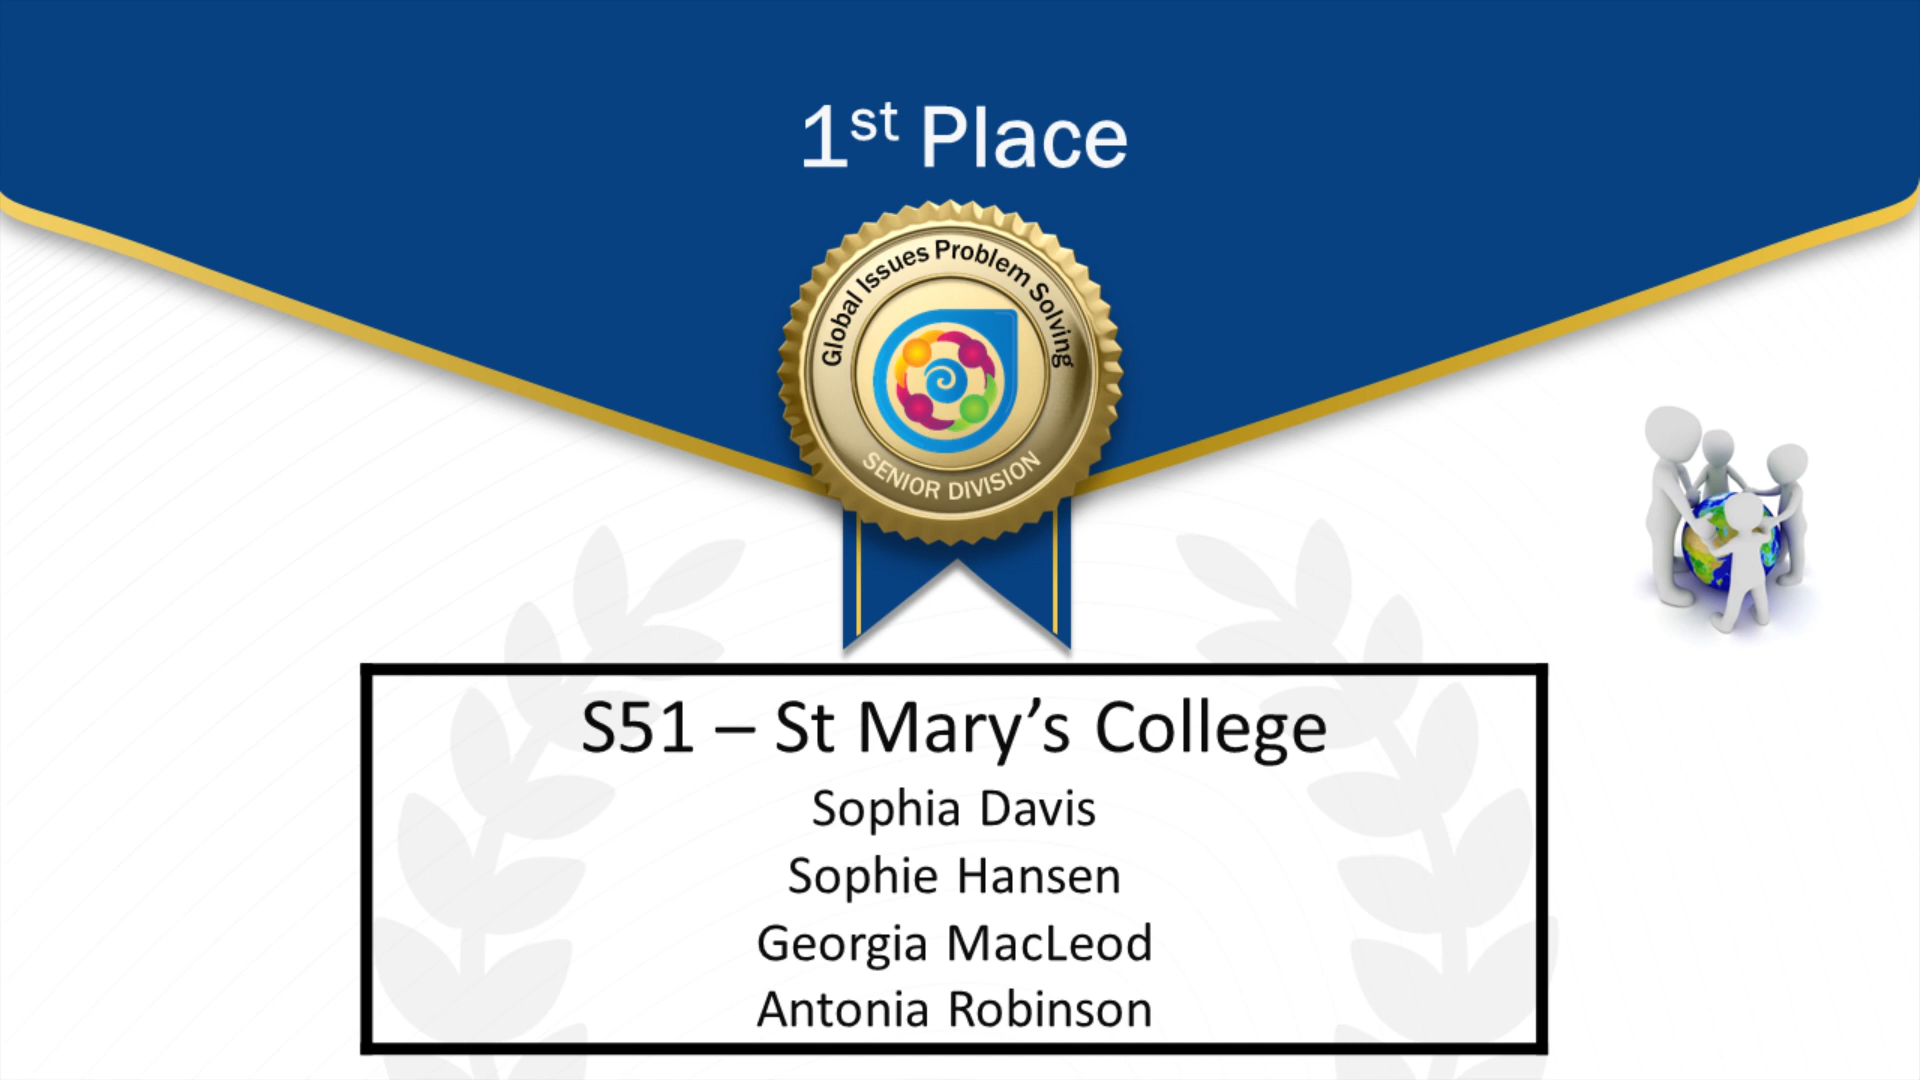 1st Place
Global Issues Problem Solving
SENIOR DIVISION
S51 – St Mary’s College
Sophia Davis
Sophie Hansen
Georgia MacLeod
Antonia Robinson